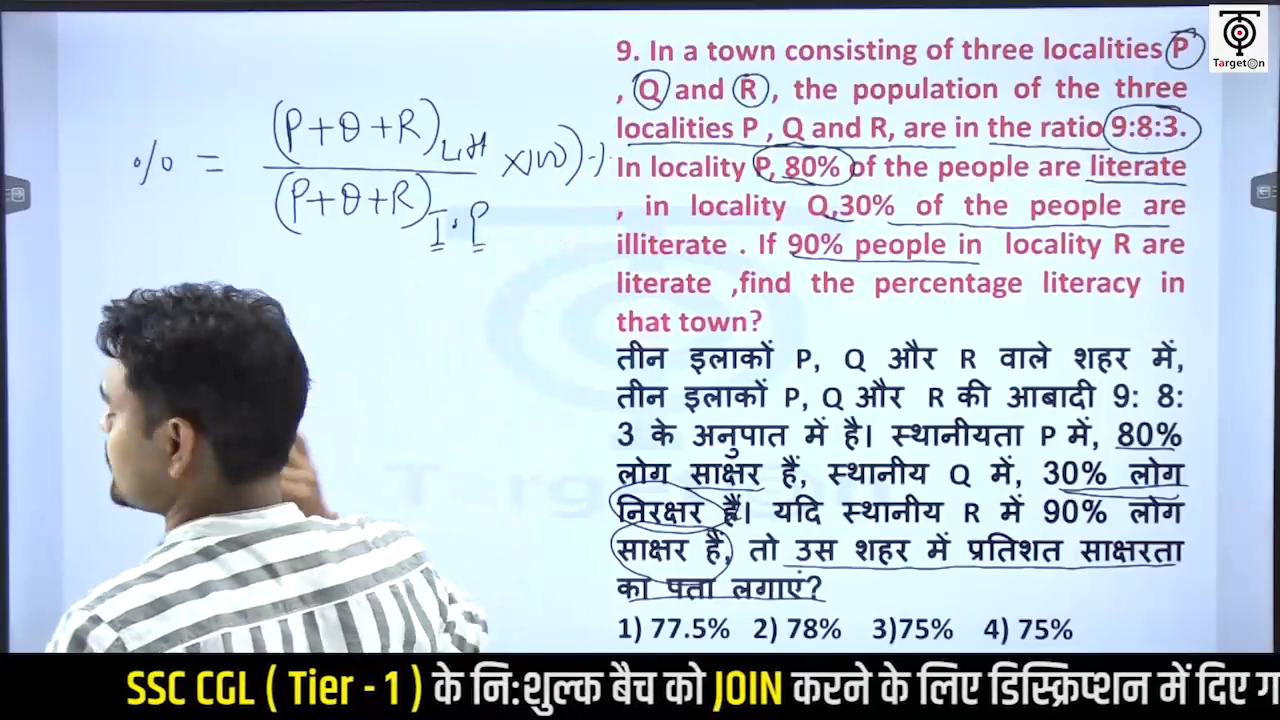 TargetOn
9. In a town consisting of three localities P
, Q and R , the population of the three
localities P , Q and R, are in the ratio 9:8:3.
In locality P, 80% of the people are literate
, in locality Q,30% of the people are
illiterate . If 90% people in locality R are
literate ,find the percentage literacy in
that town?
तीन इलाकों P, Q और R वाले शहर में,
तीन इलाकों P, Q और R की आबादी 9: 8:
3 के अनुपात में है। स्थानीयता P में, 80%
लोग साक्षर हैं, स्थानीय Q में, 30% लोग
निरक्षर हैं। यदि स्थानीय R में 90% लोग
साक्षर हैं, तो उस शहर में प्रतिशत साक्षरता
का पता लगाएं?
1) 77.5% 2) 78% 3)75% 4) 75%
% =
(P+Q+R)
(P+Q+R) I.P
SSC CGL ( Tier - 1 ) के नि:शुल्क बैच को JOIN करने के लिए डिस्क्रिप्शन में दिए